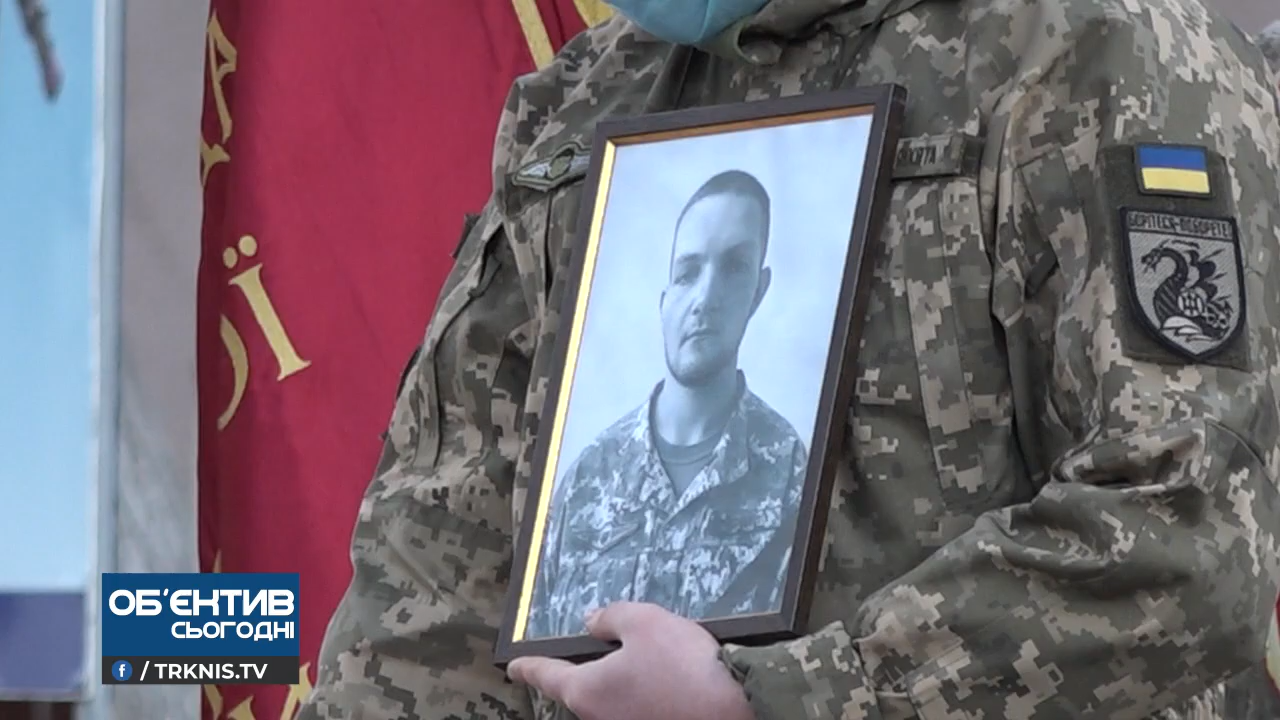 БОРІТЕСЯ-ПОБОРЕТЕ!
Ї
ОБ'ЄКТИВ
СЬОГОДНІ
f / TRKNIS.TV